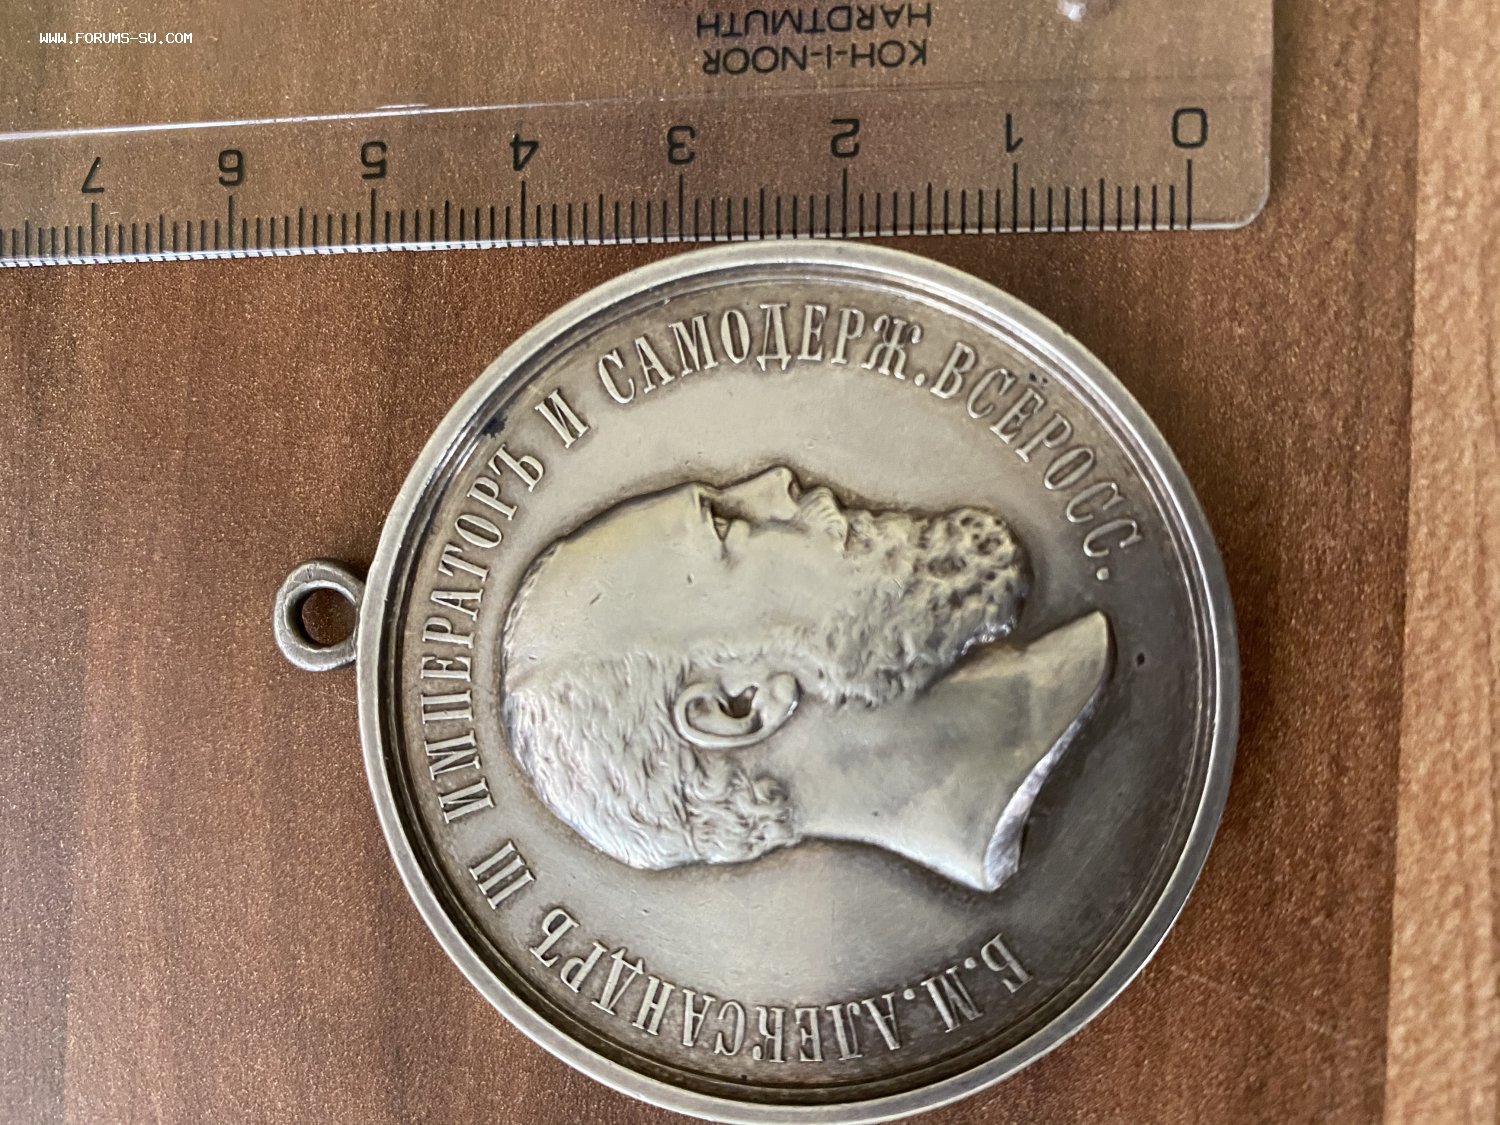 WWW.FORUMS-SU.COM
KOH-I-NOOR
HARDTMUTH
0 1 2 3 4 5 6 7
Б.М.АЛЕКСАНДРЪ III ИМПЕРАТОРЪ И САМОДЕРЖ.ВСЕРОСС.